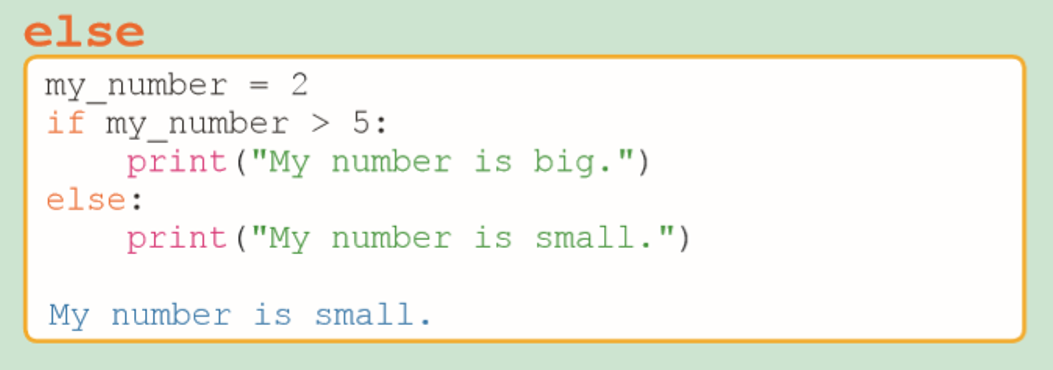 else
my_number = 2
if my_number > 5:
    print("My number is big.")
else:
    print("My number is small.")
My number is small.